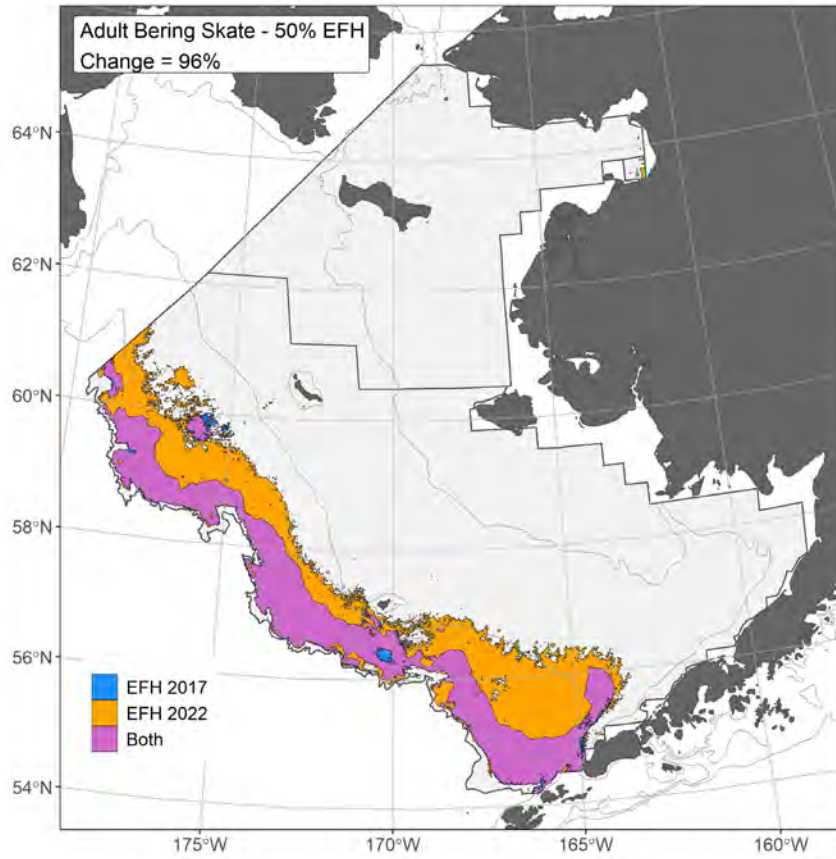 Adult Bering Skate - 50% EFH
Change = 96%
64°N
62°N
60°N
58°N
56°N
54°N
EFH 2017
EFH 2022
Both
175°W
170°W
165°W
160°W